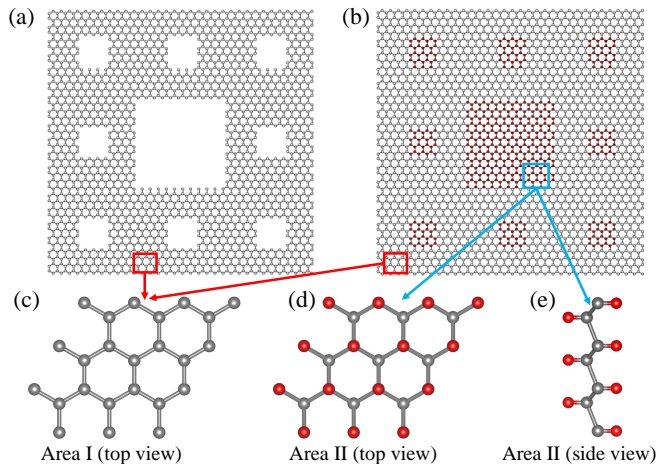 (a)
(b)
(c)
(d)
(e)
Area I (top view)
Area II (top view)
Area II (side view)